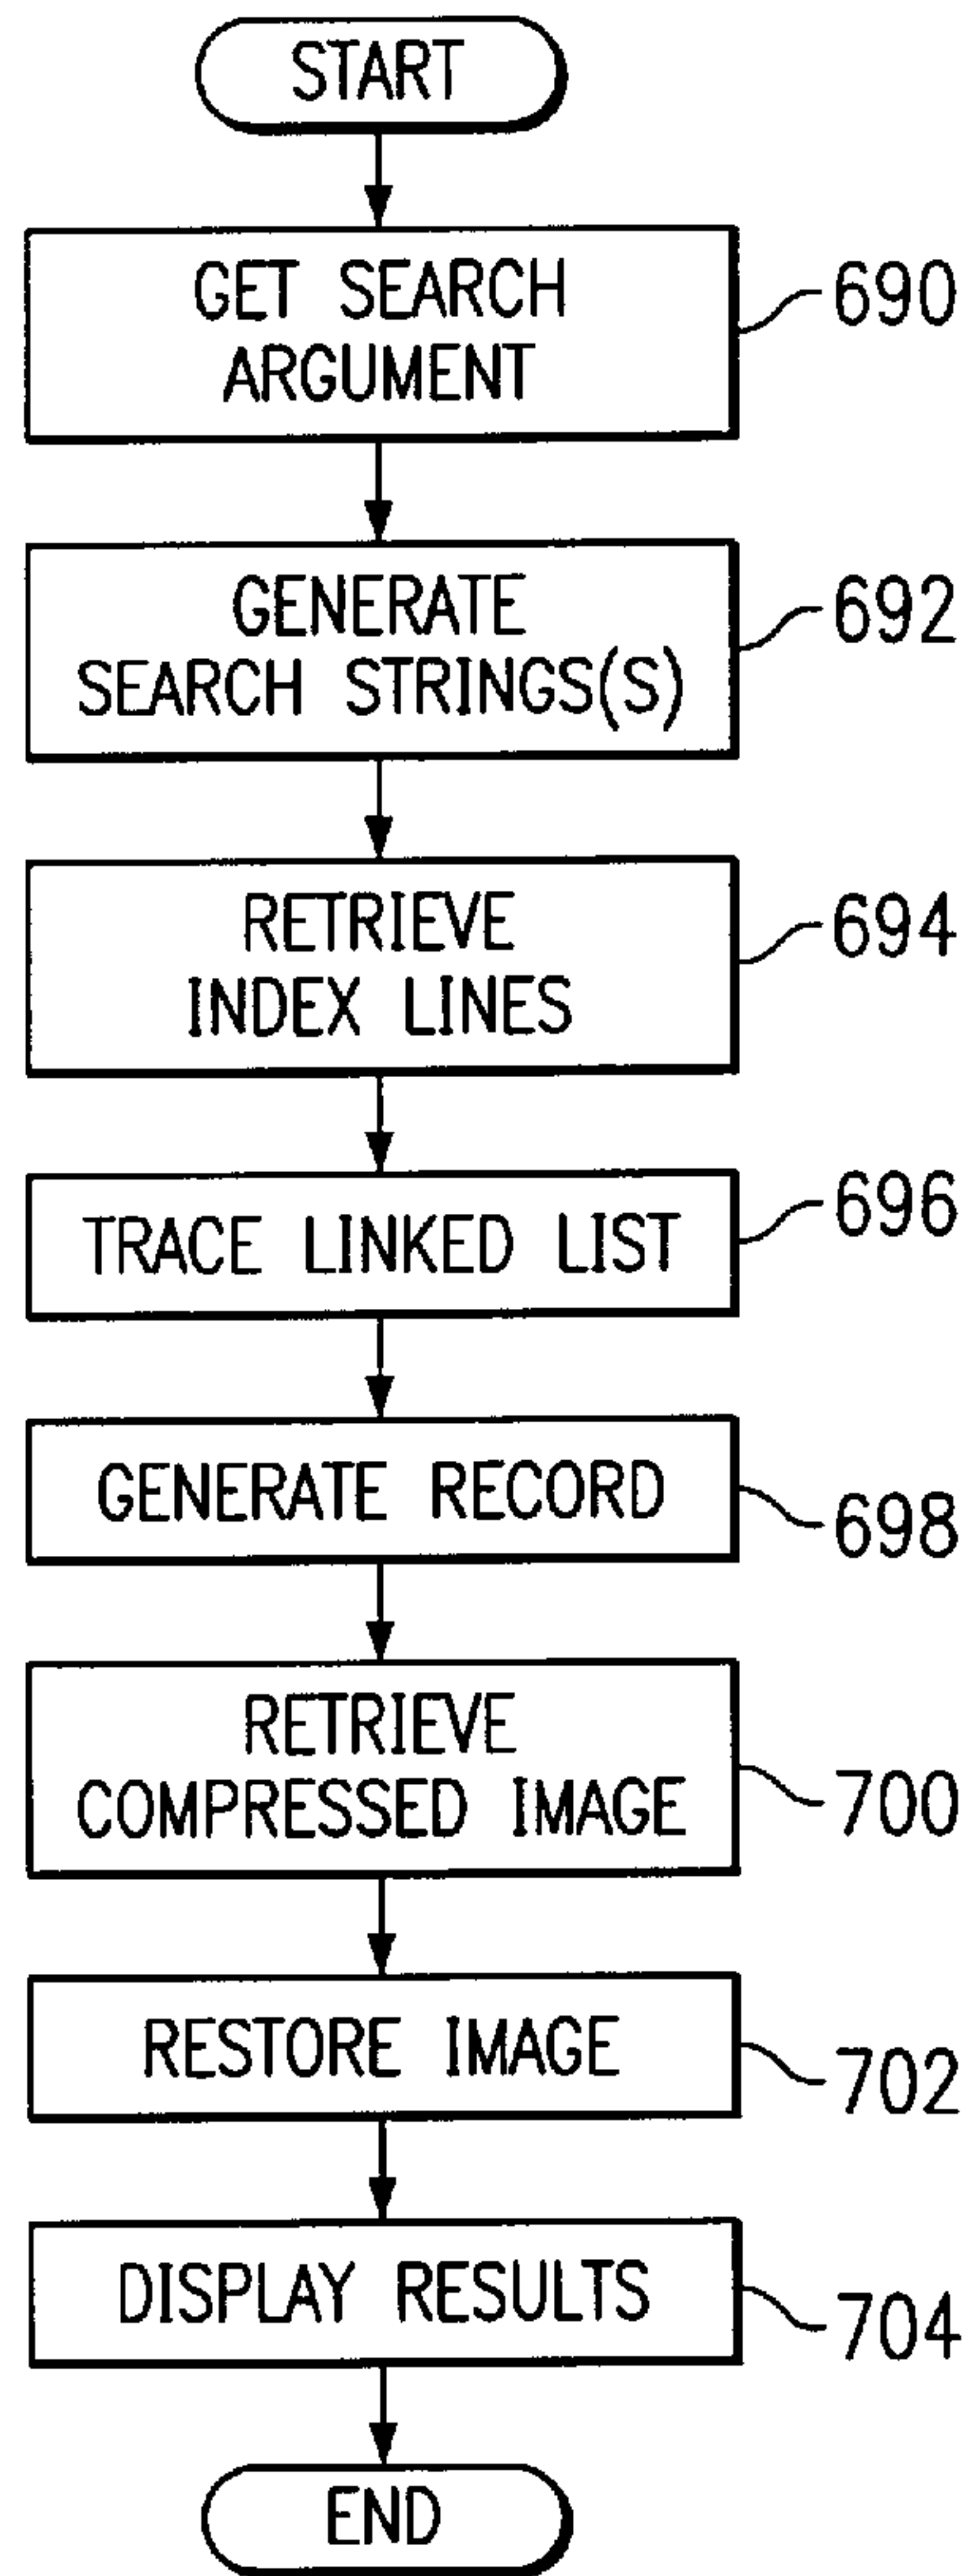 START
GET SEARCH
ARGUMENT
690
GENERATE
SEARCH STRINGS(S)
692
RETRIEVE
INDEX LINES
694
TRACE LINKED LIST
696
GENERATE RECORD
698
RETRIEVE
COMPRESSED IMAGE
700
RESTORE IMAGE
702
DISPLAY RESULTS
704
END